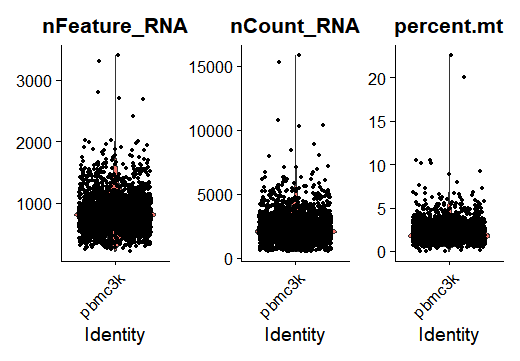 nFeature_RNA
3000
2000
1000
pbmc3k
Identity
nCount_RNA
15000
10000
5000
0
pbmc3k
Identity
percent.mt
20
15
10
5
0
pbmc3k
Identity